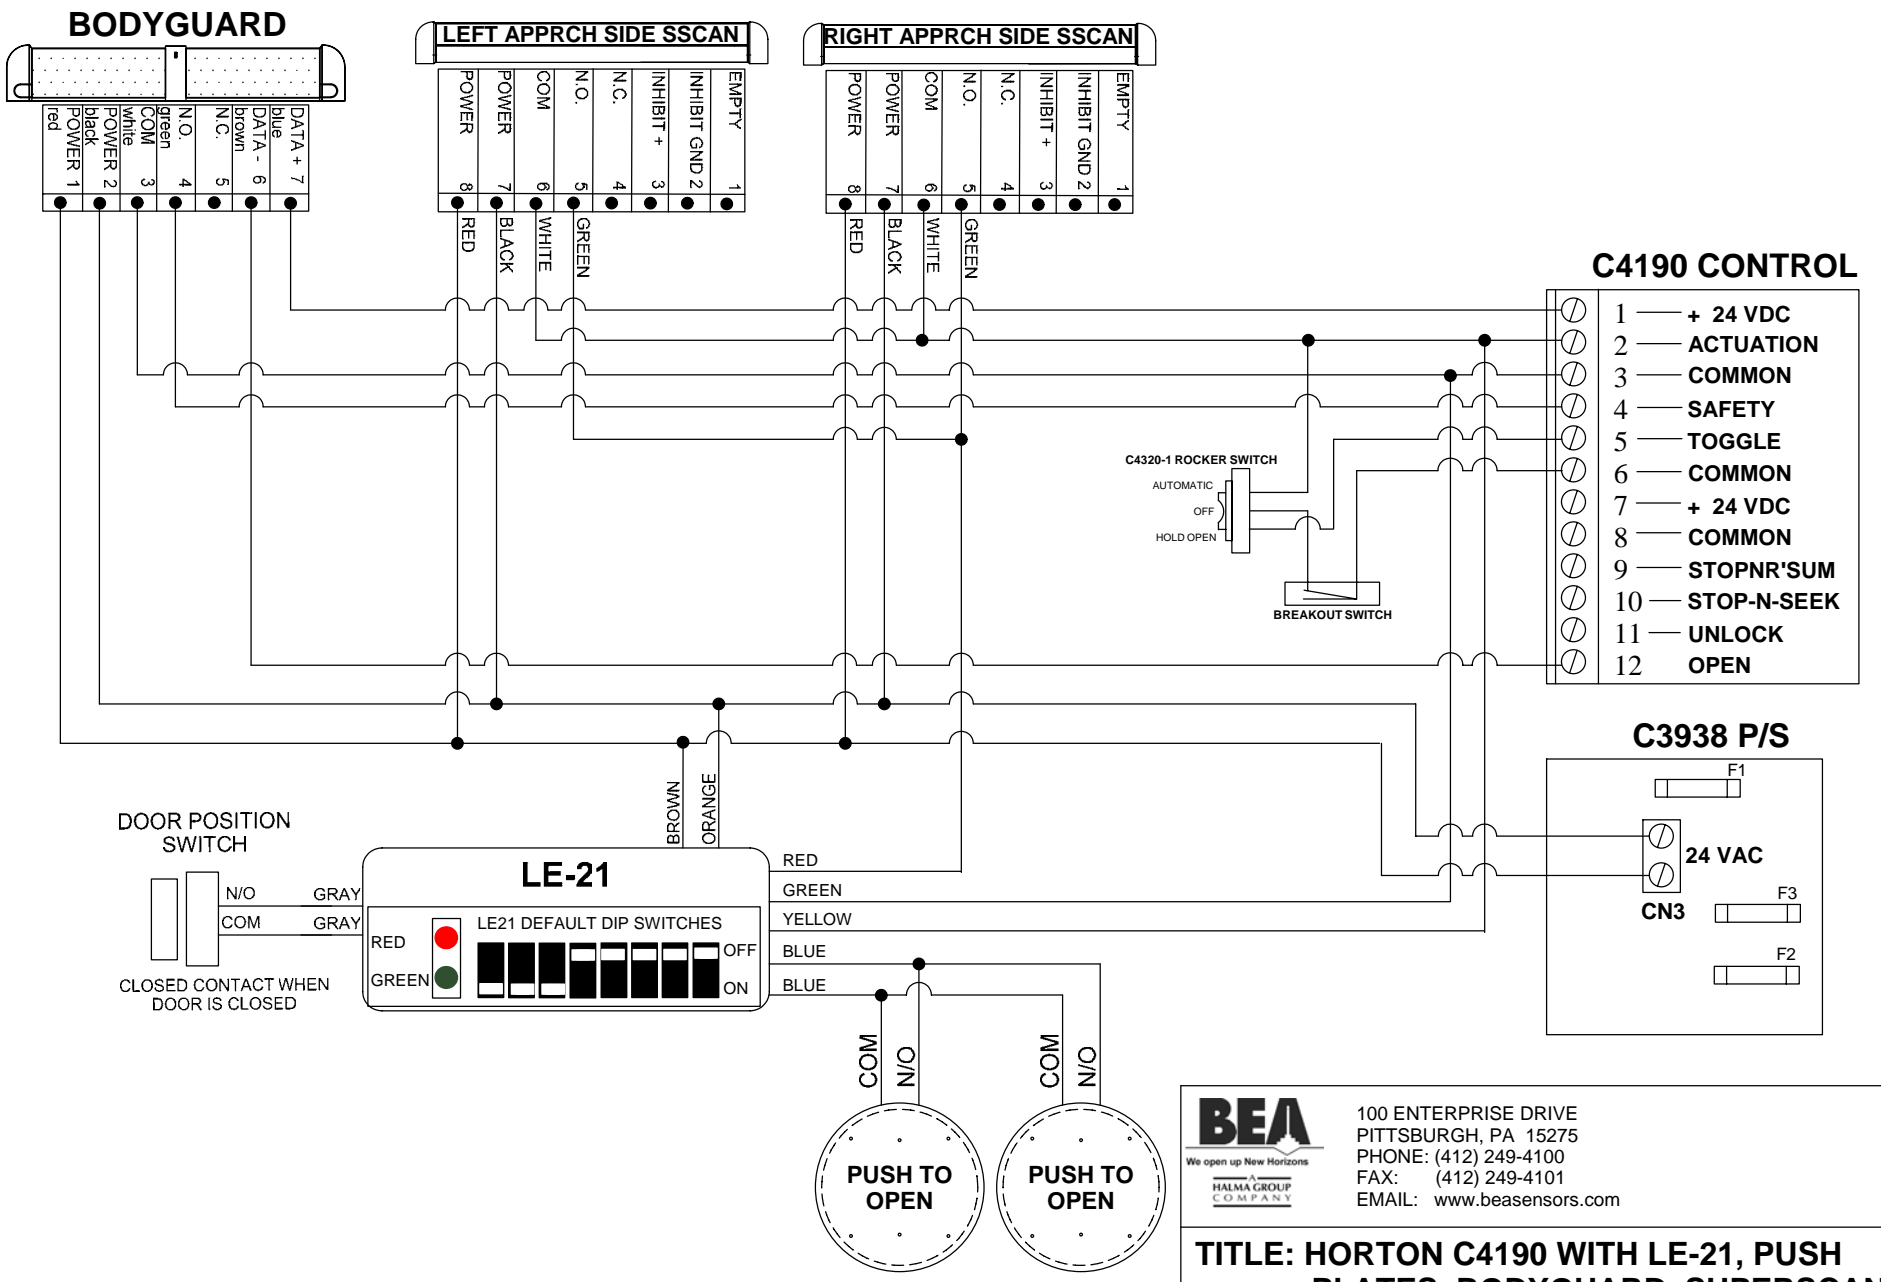 BODYGUARD
DATA + 7
blue
DATA - 6
brown
N.C. 5
N.O. 4
green
COM 3
white
POWER 2
black
POWER 1
red
LEFT APPRCH SIDE SSCAN
EMPTY 1
INHIBIT GND 2
INHIBIT + 3
N.C. 4
N.O. 5
COM 6
POWER 7
POWER 8
RED
BLACK
WHITE
GREEN
RIGHT APPRCH SIDE SSCAN
EMPTY 1
INHIBIT GND 2
INHIBIT + 3
N.C. 4
N.O. 5
COM 6
POWER 7
POWER 8
RED
BLACK
WHITE
GREEN
C4190 CONTROL
1 + 24 VDC
2 ACTUATION
3 COMMON
4 SAFETY
5 TOGGLE
6 COMMON
7 + 24 VDC
8 COMMON
9 STOPNR'SUM
10 STOP-N-SEEK
11 UNLOCK
12 OPEN
C4320-1 ROCKER SWITCH
AUTOMATIC
OFF
HOLD OPEN
BREAKOUT SWITCH
C3938 P/S
F1
24 VAC
CN3
F3
F2
BROWN
ORANGE
DOOR POSITION
SWITCH
N/O GRAY
COM GRAY
CLOSED CONTACT WHEN
DOOR IS CLOSED
LE-21
LE21 DEFAULT DIP SWITCHES
RED
GREEN
OFF
ON
RED
GREEN
YELLOW
BLUE
BLUE
COM
N/O
COM
N/O
PUSH TO
OPEN
PUSH TO
OPEN
BEA
We open up New Horizons
A
HALMA GROUP
COMPANY
100 ENTERPRISE DRIVE
PITTSBURGH, PA 15275
PHONE: (412) 249-4100
FAX: (412) 249-4101
EMAIL: www.beasensors.com
TITLE: HORTON C4190 WITH LE-21, PUSH
PLATES, BODYGUARD, SUPERSCAN